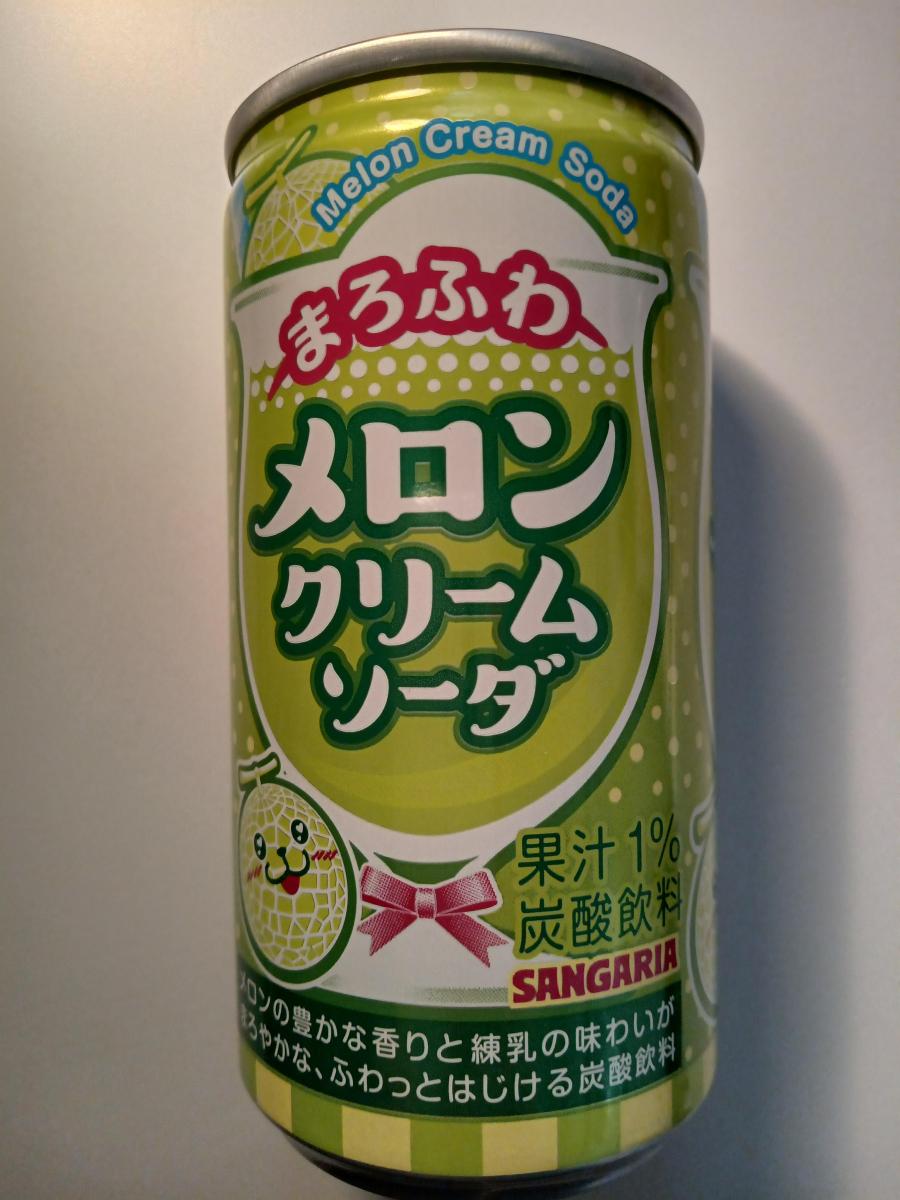 Melon Cream Soda
まろふわ
メロン
クリーム
ソーダ
果汁1%
炭酸飲料
SANGARIA
メロンの豊かな香りと練乳の味わいが
まろやかな、ふわっとはじける炭酸飲料